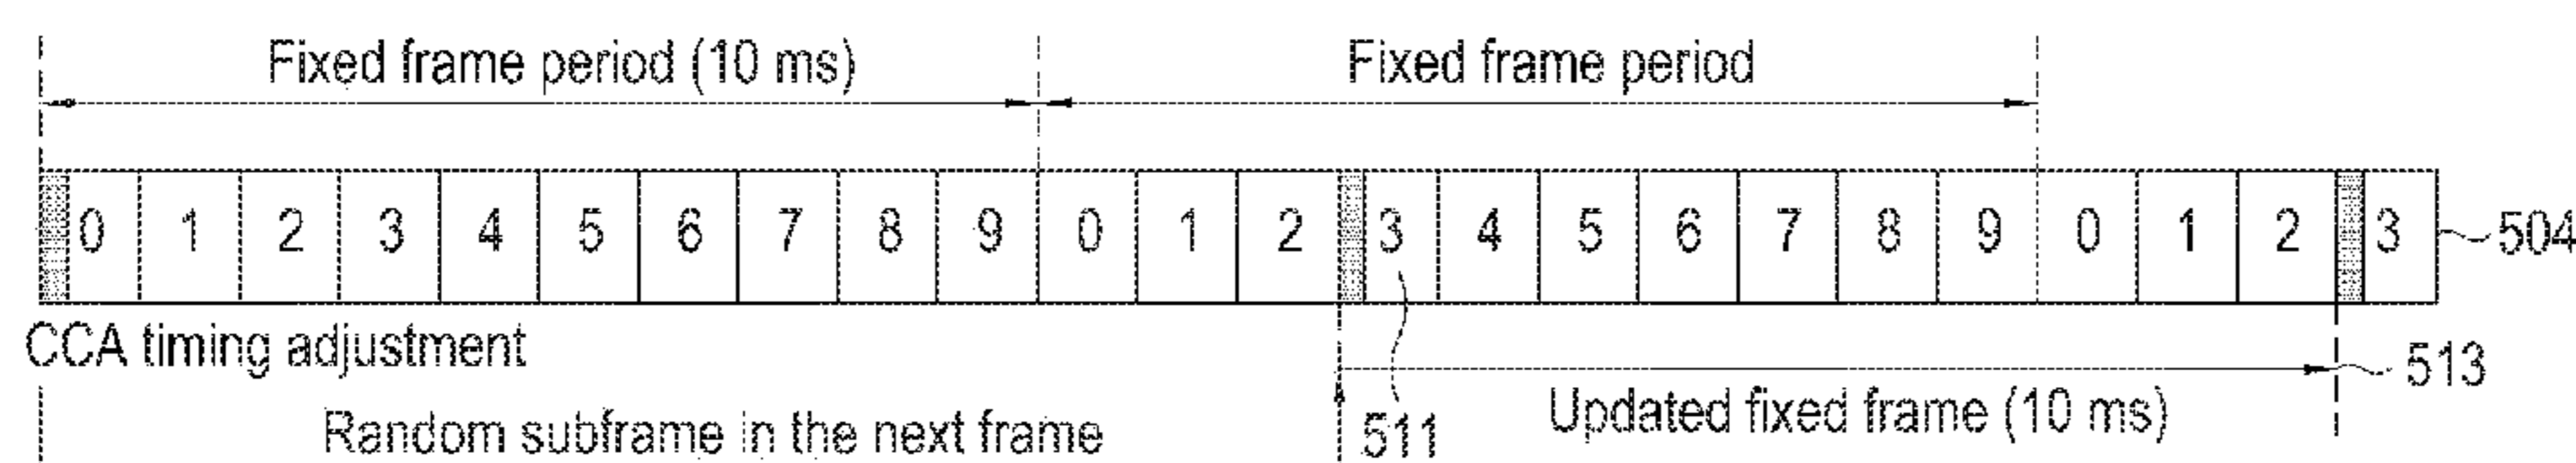 Fixed frame period (10 ms) Fixed frame period
0 1 2 3 4 5 6 7 8 9 0 1 2 3 4 5 6 7 8 9 0 1 2 3 504
CCA timing adjustment
513
Random subframe in the next frame 511 Updated fixed frame (10 ms)